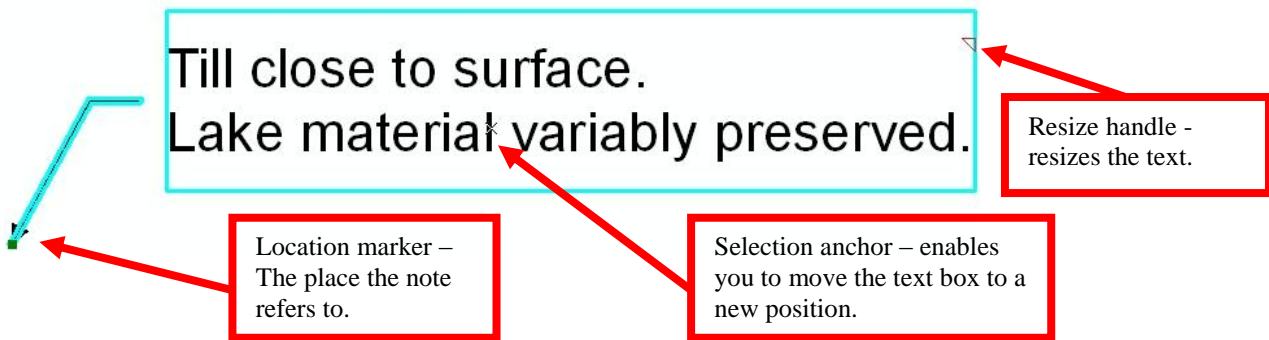 Till close to surface.
Lake material variably preserved.
Resize handle -
resizes the text.
Location marker –
The place the note
refers to.
Selection anchor – enables
you to move the text box to a
new position.